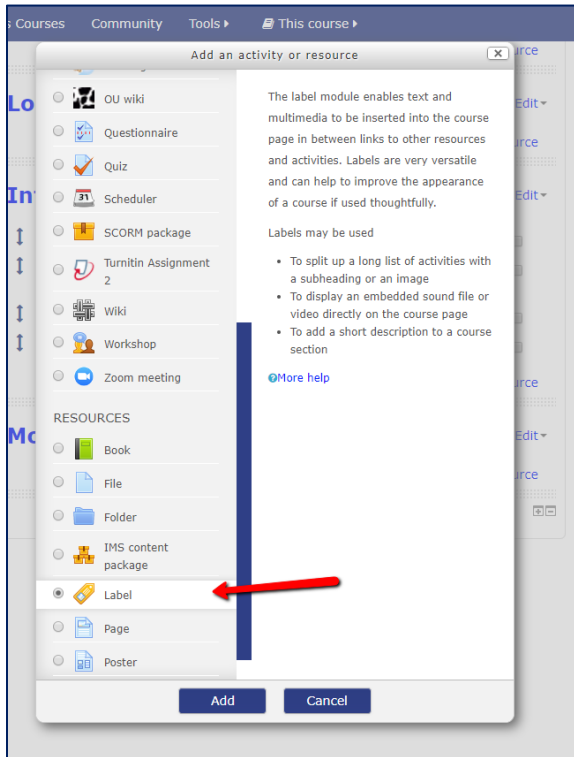 s Courses Community Tools This course
Add an activity or resource
OU wiki
Questionnaire
Quiz
31 Scheduler
SCORM package
Turnitin Assignment
2
Wiki
Workshop
Zoom meeting
RESOURCES
Book
File
Folder
IMS content
package
Label
Page
Poster
The label module enables text and
multimedia to be inserted into the course
page in between links to other resources
and activities. Labels are very versatile
and can help to improve the appearance
of a course if used thoughtfully.
Labels may be used
• To split up a long list of activities with
a subheading or an image
• To display an embedded sound file or
video directly on the course page
• To add a short description to a course
section
More help
Add Cancel
Lo
In
Mo
urce
Edit
urce
Edit
urce
Edit
urce